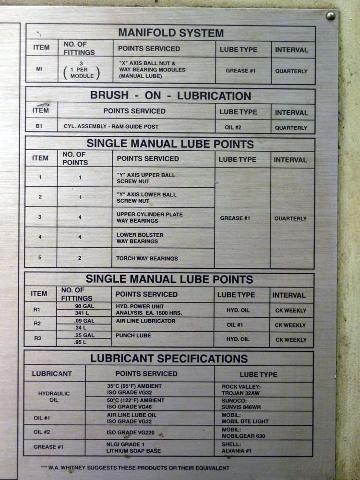 MANIFOLD SYSTEM
ITEM NO. OF FITTINGS POINTS SERVICED LUBE TYPE INTERVAL
M1 3 (1 PER MODULE) "X" AXIS BALL NUT & WAY BEARING MODULES (MANUAL LUBE) GREASE #1 QUARTERLY
BRUSH - ON - LUBRICATION
B1 CYL. ASSEMBLY - RAM GUIDE POST OIL #2 QUARTERLY
SINGLE MANUAL LUBE POINTS
ITEM NO. OF POINTS POINTS SERVICED LUBE TYPE INTERVAL
1 1 "Y" AXIS UPPER BALL SCREW NUT
2 1 "Y" AXIS LOWER BALL SCREW NUT
3 4 UPPER CYLINDER PLATE WAY BEARINGS GREASE #1 QUARTERLY
4 4 LOWER BOLSTER WAY BEARINGS
5 2 TORCH WAY BEARINGS
SINGLE MANUAL LUBE POINTS
ITEM NO. OF FITTINGS POINTS SERVICED LUBE TYPE INTERVAL
R1 90 GAL 341 L HYD. POWER UNIT ANALYSIS EA. 1500 HRS. HYD. OIL CK WEEKLY
R2 .09 GAL .34 L AIR LINE LUBRICATOR OIL #1 CK WEEKLY
R3 .25 GAL .95 L PUNCH LUBE HYD. OIL CK WEEKLY
LUBRICANT SPECIFICATIONS
LUBRICANT POINTS SERVICED LUBE TYPE
HYDRAULIC OIL 35°C (95°F) AMBIENT ISO GRADE VG32 ROCK VALLEY: TROJAN 32AW
50°C (122°F) AMBIENT ISO GRADE VG46 SUNOCO: SUNVIS 846WR
OIL #1 AIR LINE LUBE OIL ISO GRADE VG32 MOBIL: MOBIL DTE LIGHT
OIL #2 ISO GRADE VG220 MOBIL: MOBILGEAR 630
GREASE #1 NLGI GRADE 1 LITHIUM SOAP BASE SHELL: ALVANIA #1
*** W.A. WHITNEY SUGGESTS THESE PRODUCTS OR THEIR EQUIVALENT